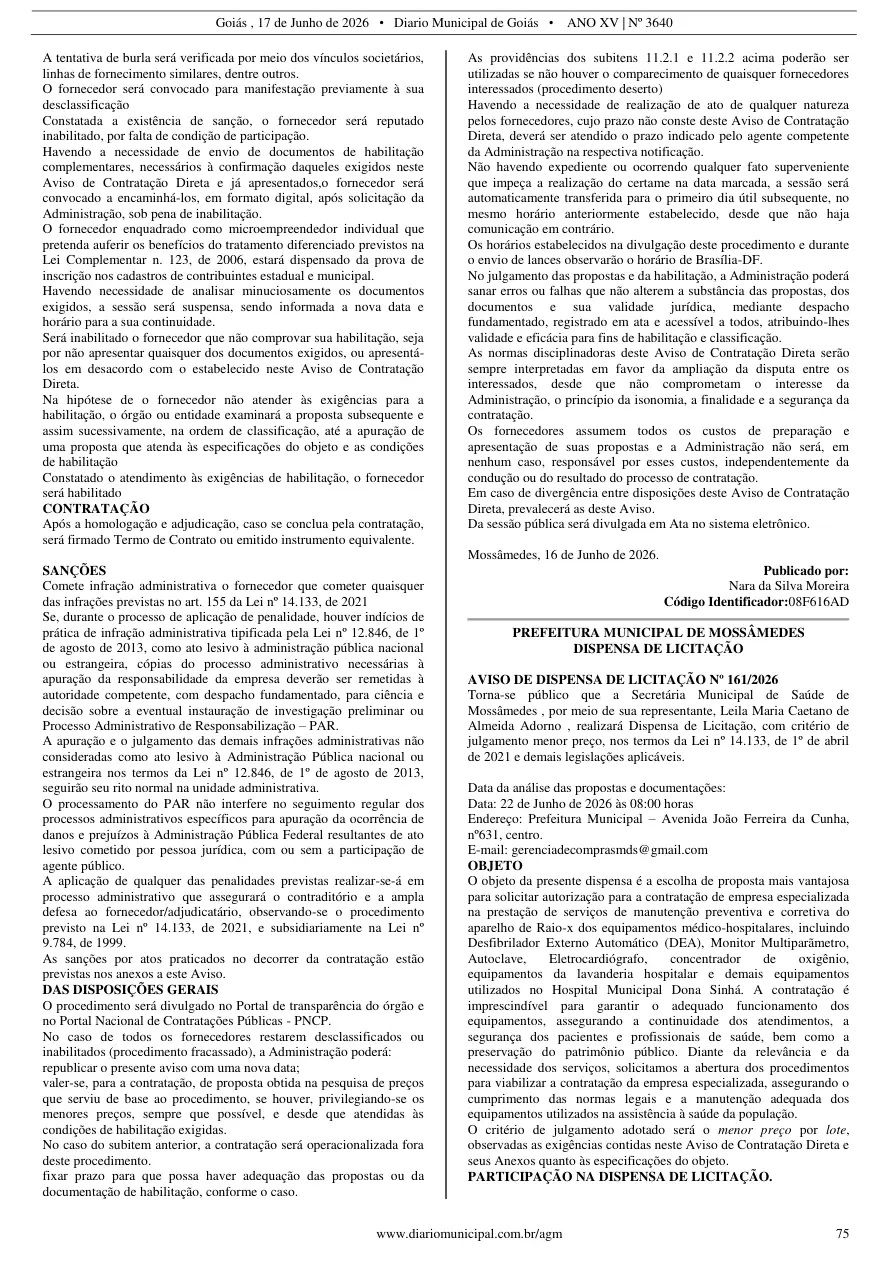 Goiás , 17 de Junho de 2026 • Diario Municipal de Goiás • ANO XV | Nº 3640
A tentativa de burla será verificada por meio dos vínculos societários,
linhas de fornecimento similares, dentre outros.
O fornecedor será convocado para manifestação previamente à sua
desclassificação
Constatada a existência de sanção, o fornecedor será reputado
inabilitado, por falta de condição de participação.
Havendo a necessidade de envio de documentos de habilitação
complementares, necessários à confirmação daqueles exigidos neste
Aviso de Contratação Direta e já apresentados,o fornecedor será
convocado a encaminhá-los, em formato digital, após solicitação da
Administração, sob pena de inabilitação.
O fornecedor enquadrado como microempreendedor individual que
pretenda auferir os benefícios do tratamento diferenciado previstos na
Lei Complementar n. 123, de 2006, estará dispensado da prova de
inscrição nos cadastros de contribuintes estadual e municipal.
Havendo necessidade de analisar minuciosamente os documentos
exigidos, a sessão será suspensa, sendo informada a nova data e
horário para a sua continuidade.
Será inabilitado o fornecedor que não comprovar sua habilitação, seja
por não apresentar quaisquer dos documentos exigidos, ou apresentá-
los em desacordo com o estabelecido neste Aviso de Contratação
Direta.
Na hipótese de o fornecedor não atender às exigências para a
habilitação, o órgão ou entidade examinará a proposta subsequente e
assim sucessivamente, na ordem de classificação, até a apuração de
uma proposta que atenda às especificações do objeto e as condições
de habilitação
Constatado o atendimento às exigências de habilitação, o fornecedor
será habilitado
CONTRATAÇÃO
Após a homologação e adjudicação, caso se conclua pela contratação,
será firmado Termo de Contrato ou emitido instrumento equivalente.
SANÇÕES
Comete infração administrativa o fornecedor que cometer quaisquer
das infrações previstas no art. 155 da Lei nº 14.133, de 2021
Se, durante o processo de aplicação de penalidade, houver indícios de
prática de infração administrativa tipificada pela Lei nº 12.846, de 1º
de agosto de 2013, como ato lesivo à administração pública nacional
ou estrangeira, cópias do processo administrativo necessárias à
apuração da responsabilidade da empresa deverão ser remetidas à
autoridade competente, com despacho fundamentado, para ciência e
decisão sobre a eventual instauração de investigação preliminar ou
Processo Administrativo de Responsabilização – PAR.
A apuração e o julgamento das demais infrações administrativas não
consideradas como ato lesivo à Administração Pública nacional ou
estrangeira nos termos da Lei nº 12.846, de 1º de agosto de 2013,
seguirão seu rito normal na unidade administrativa.
O processamento do PAR não interfere no seguimento regular dos
processos administrativos específicos para apuração da ocorrência de
danos e prejuízos à Administração Pública Federal resultantes de ato
lesivo cometido por pessoa jurídica, com ou sem a participação de
agente público.
A aplicação de qualquer das penalidades previstas realizar-se-á em
processo administrativo que assegurará o contraditório e a ampla
defesa ao fornecedor/adjudicatário, observando-se o procedimento
previsto na Lei nº 14.133, de 2021, e subsidiariamente na Lei nº
9.784, de 1999.
As sanções por atos praticados no decorrer da contratação estão
previstas nos anexos a este Aviso.
DAS DISPOSIÇÕES GERAIS
O procedimento será divulgado no Portal de transparência do órgão e
no Portal Nacional de Contratações Públicas - PNCP.
No caso de todos os fornecedores restarem desclassificados ou
inabilitados (procedimento fracassado), a Administração poderá:
republicar o presente aviso com uma nova data;
valer-se, para a contratação, de proposta obtida na pesquisa de preços
que serviu de base ao procedimento, se houver, privilegiando-se os
menores preços, sempre que possível, e desde que atendidas às
condições de habilitação exigidas.
No caso do subitem anterior, a contratação será operacionalizada fora
deste procedimento.
fixar prazo para que possa haver adequação das propostas ou da
documentação de habilitação, conforme o caso.
As providências dos subitens 11.2.1 e 11.2.2 acima poderão ser
utilizadas se não houver o comparecimento de quaisquer fornecedores
interessados (procedimento deserto)
Havendo a necessidade de realização de ato de qualquer natureza
pelos fornecedores, cujo prazo não conste deste Aviso de Contratação
Direta, deverá ser atendido o prazo indicado pelo agente competente
da Administração na respectiva notificação.
Não havendo expediente ou ocorrendo qualquer fato superveniente
que impeça a realização do certame na data marcada, a sessão será
automaticamente transferida para o primeiro dia útil subsequente, no
mesmo horário anteriormente estabelecido, desde que não haja
comunicação em contrário.
Os horários estabelecidos na divulgação deste procedimento e durante
o envio de lances observarão o horário de Brasília-DF.
No julgamento das propostas e da habilitação, a Administração poderá
sanar erros ou falhas que não alterem a substância das propostas, dos
documentos e sua validade jurídica, mediante despacho
fundamentado, registrado em ata e acessível a todos, atribuindo-lhes
validade e eficácia para fins de habilitação e classificação.
As normas disciplinadoras deste Aviso de Contratação Direta serão
sempre interpretadas em favor da ampliação da disputa entre os
interessados, desde que não comprometam o interesse da
Administração, o princípio da isonomia, a finalidade e a segurança da
contratação.
Os fornecedores assumem todos os custos de preparação e
apresentação de suas propostas e a Administração não será, em
nenhum caso, responsável por esses custos, independentemente da
condução ou do resultado do processo de contratação.
Em caso de divergência entre disposições deste Aviso de Contratação
Direta, prevalecerá as deste Aviso.
Da sessão pública será divulgada em Ata no sistema eletrônico.
Mossâmedes, 16 de Junho de 2026.
Publicado por:
Nara da Silva Moreira
Código Identificador:08F616AD
PREFEITURA MUNICIPAL DE MOSSÂMEDES
DISPENSA DE LICITAÇÃO
AVISO DE DISPENSA DE LICITAÇÃO Nº 161/2026
Torna-se público que a Secretária Municipal de Saúde de
Mossâmedes , por meio de sua representante, Leila Maria Caetano de
Almeida Adorno , realizará Dispensa de Licitação, com critério de
julgamento menor preço, nos termos da Lei nº 14.133, de 1º de abril
de 2021 e demais legislações aplicáveis.
Data da análise das propostas e documentações:
Data: 22 de Junho de 2026 às 08:00 horas
Endereço: Prefeitura Municipal – Avenida João Ferreira da Cunha,
nº631, centro.
E-mail: gerenciadecomprasmds@gmail.com
OBJETO
O objeto da presente dispensa é a escolha de proposta mais vantajosa
para solicitar autorização para a contratação de empresa especializada
na prestação de serviços de manutenção preventiva e corretiva do
aparelho de Raio-x dos equipamentos médico-hospitalares, incluindo
Desfibrilador Externo Automático (DEA), Monitor Multiparâmetro,
Autoclave, Eletrocardiógrafo, concentrador de oxigênio,
equipamentos da lavanderia hospitalar e demais equipamentos
utilizados no Hospital Municipal Dona Sinhá. A contratação é
imprescindível para garantir o adequado funcionamento dos
equipamentos, assegurando a continuidade dos atendimentos, a
segurança dos pacientes e profissionais de saúde, bem como a
preservação do patrimônio público. Diante da relevância e da
necessidade dos serviços, solicitamos a abertura dos procedimentos
para viabilizar a contratação da empresa especializada, assegurando o
cumprimento das normas legais e a manutenção adequada dos
equipamentos utilizados na assistência à saúde da população.
O critério de julgamento adotado será o menor preço por lote,
observadas as exigências contidas neste Aviso de Contratação Direta e
seus Anexos quanto às especificações do objeto.
PARTICIPAÇÃO NA DISPENSA DE LICITAÇÃO.
www.diariomunicipal.com.br/agm 75